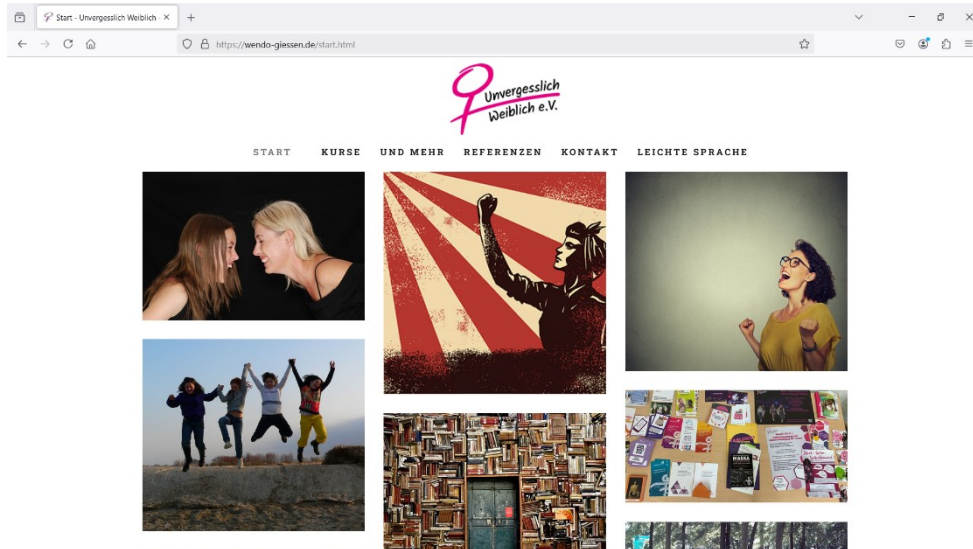 Start - Unvergesslich Weiblich -
https://wendo-giessen.de/start.html
Unvergesslich
Weiblich e.V.
START KURSE UND MEHR REFERENZEN KONTAKT LEICHTE SPRACHE